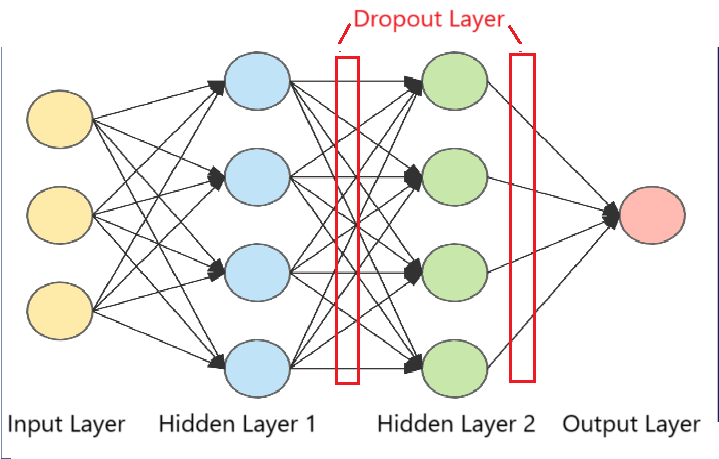 Dropout Layer
Input Layer
Hidden Layer 1
Hidden Layer 2
Output Layer